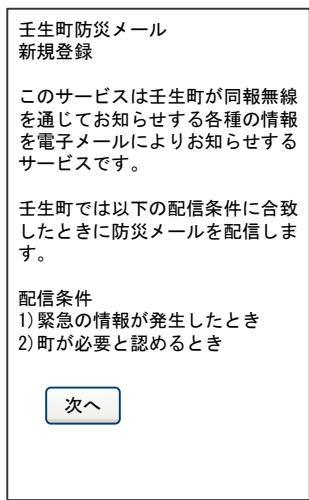 壬生町防災メール
新規登録
このサービスは壬生町が同報無線
を通じてお知らせする各種の情報
を電子メールによりお知らせする
サービスです。
壬生町では以下の配信条件に合致
したときに防災メールを配信しま
す。
配信条件
1)緊急の情報が発生したとき
2)町が必要と認めるとき
次へ